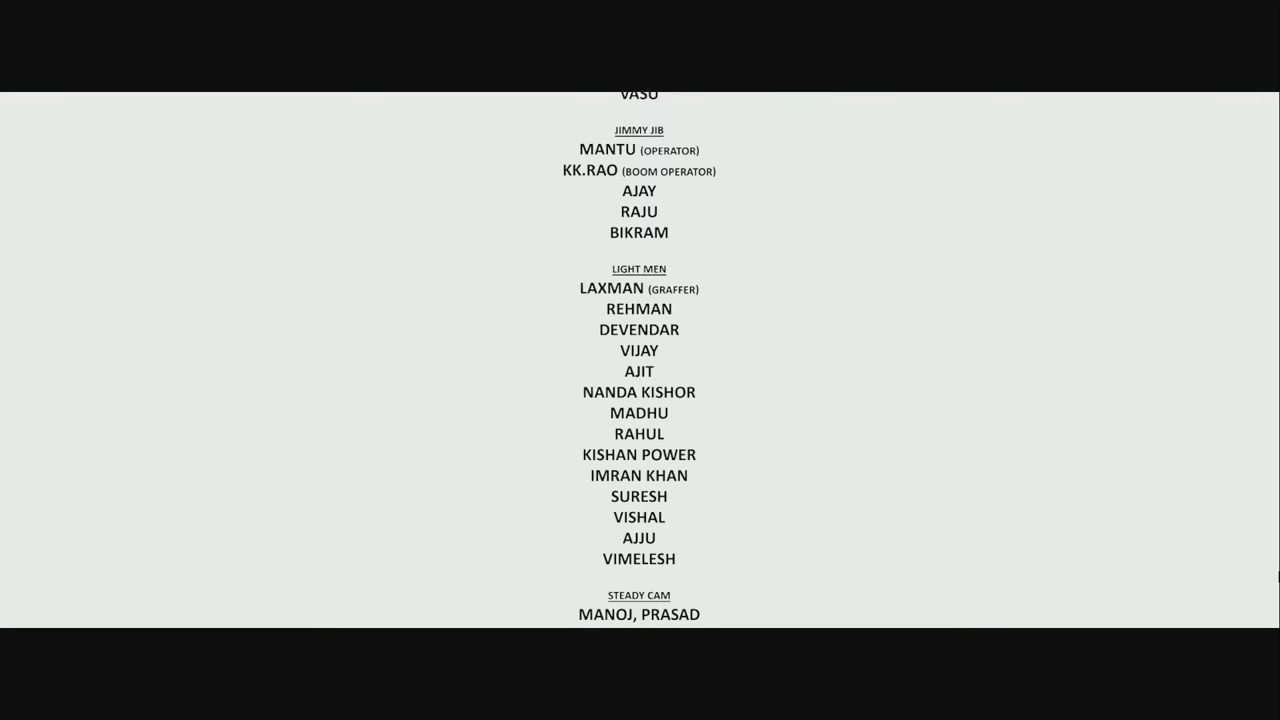 VASU
JIMMY JIB
MANTU (OPERATOR)
KK.RAO (BOOM OPERATOR)
AJAY
RAJU
BIKRAM
LIGHT MEN
LAXMAN (GRAFFER)
REHMAN
DEVENDAR
VIJAY
AJIT
NANDA KISHOR
MADHU
RAHUL
KISHAN POWER
IMRAN KHAN
SURESH
VISHAL
AJJU
VIMELESH
STEADY CAM
MANOJ, PRASAD